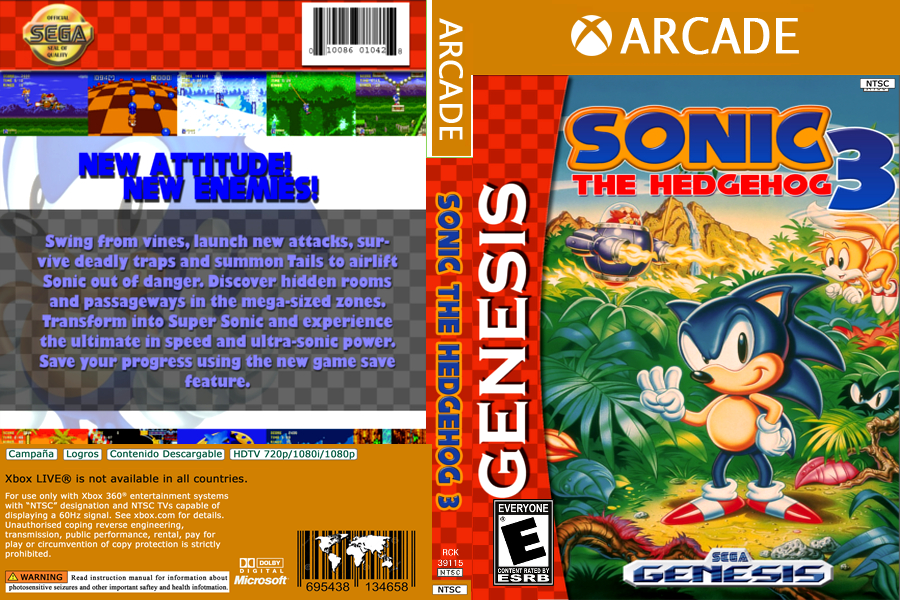 OFFICIAL
SEGA
SEAL OF
QUALITY
0 10086 01042 8
NEW ATTITUDE!
NEW ENEMIES!
Swing from vines, launch new attacks, sur-
vive deadly traps and summon Tails to airlift
Sonic out of danger. Discover hidden rooms
and passageways in the mega-sized zones.
Transform into Super Sonic and experience
the ultimate in speed and ultra-sonic power.
Save your progress using the new game save
feature.
Campaña Logros Contenido Descargable HDTV 720p/1080i/1080p
Xbox LIVE® is not available in all countries.
For use only with Xbox 360® entertainment systems
with "NTSC" designation and NTSC TVs capable of
displaying a 60Hz signal. See xbox.com for details.
Unauthorised coping reverse engineering,
transmission, public performance, rental, pay for
play or circumvention of copy protection is strictly
prohibited.
WARNING Read instruction manual for information about
photosensitive seizures and other important saftey and health infotmation.
DOLBY
DIGITAL
Microsoft
695438 134658
ARCADE
SONIC THE HEDGEHOG 3
RCK
39115
NTSC
NTSC
ARCADE
NTSC
GENESIS
SONIC
THE HEDGEHOG
3
EVERYONE
E
CONTENT RATED BY
ESRB
SEGA
GENESIS